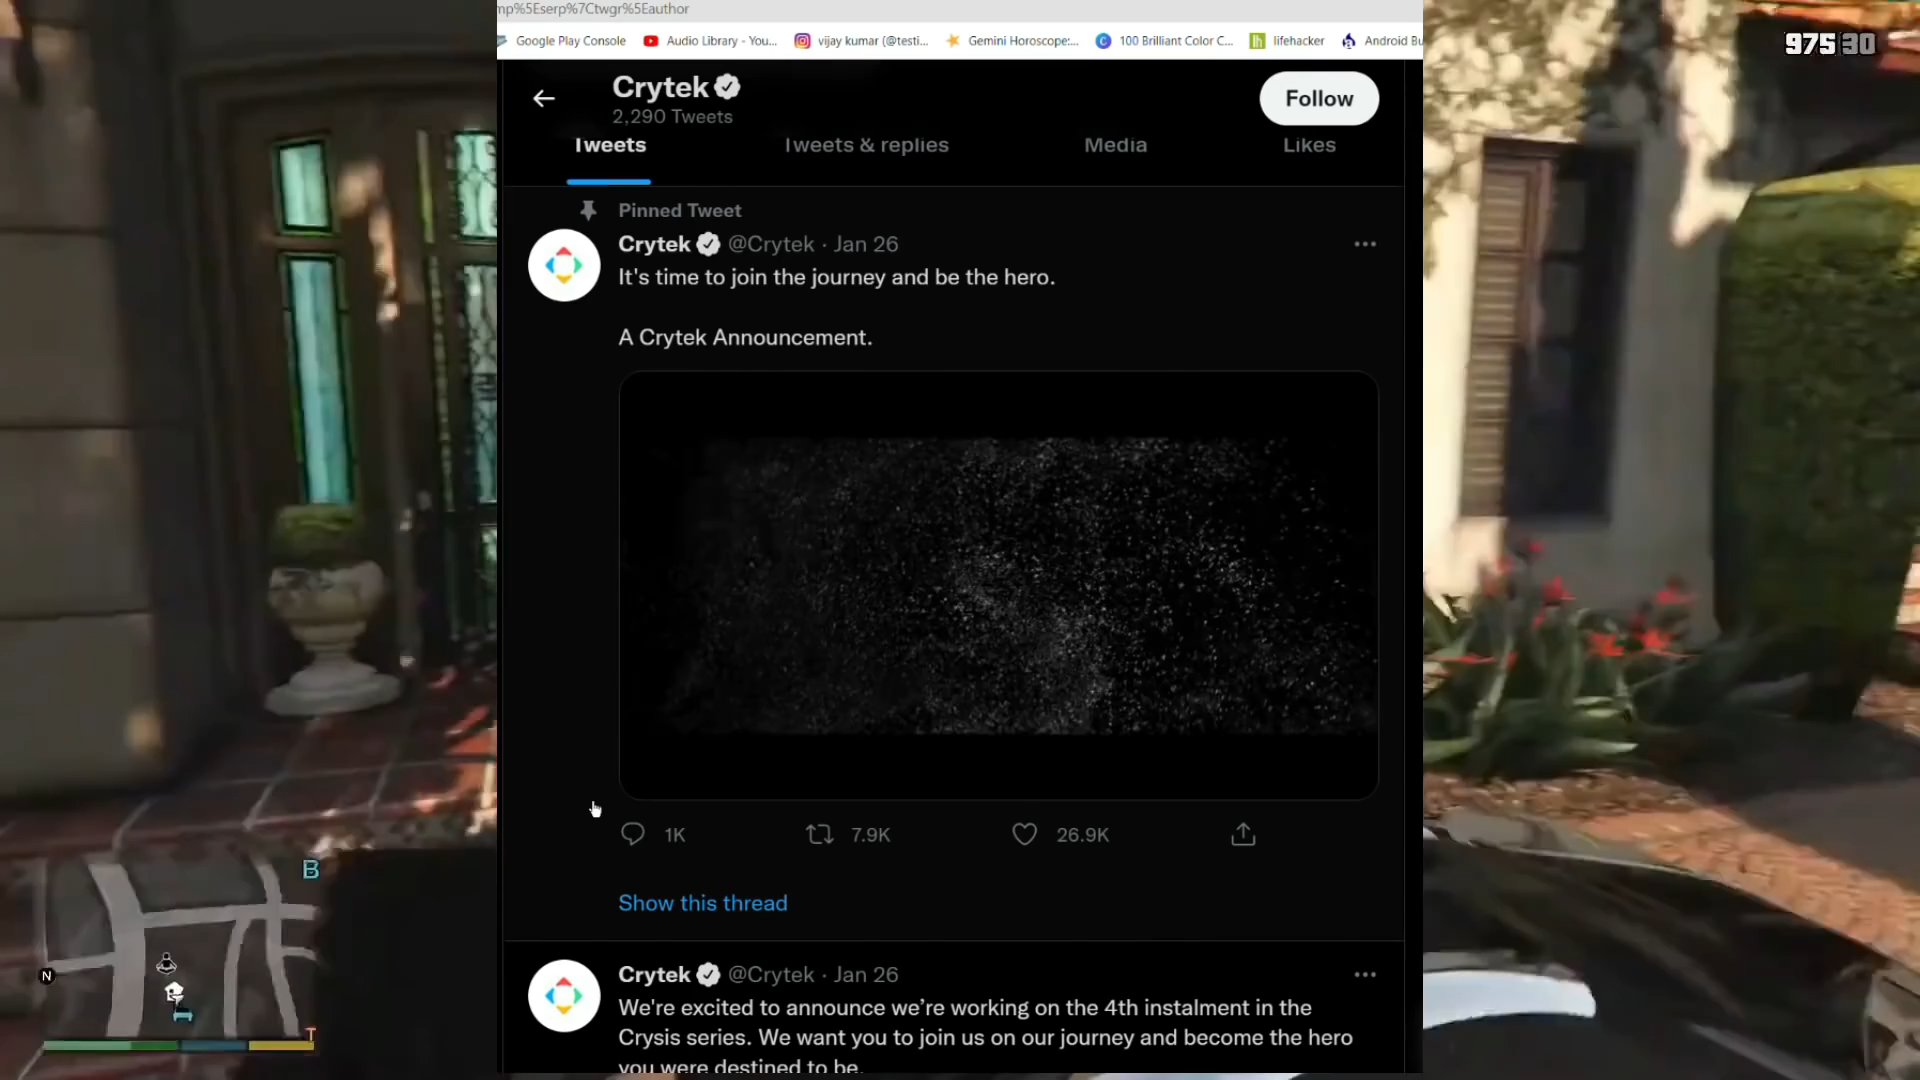 mp%5Eserp%7Ctwgr%5Eauthor
Google Play Console
Audio Library - You...
vijay kumar (@testi...
Gemini Horoscope:...
100 Brilliant Color C...
lifehacker
Android Bu
97530
Crytek
2,290 Tweets
Follow
Tweets
Tweets & replies
Media
Likes
Pinned Tweet
Crytek @Crytek · Jan 26
It's time to join the journey and be the hero.
A Crytek Announcement.
1K
7.9K
26.9K
Show this thread
Crytek @Crytek · Jan 26
We're excited to announce we’re working on the 4th instalment in the
Crysis series. We want you to join us on our journey and become the hero
you were destined to be.
B
N
T